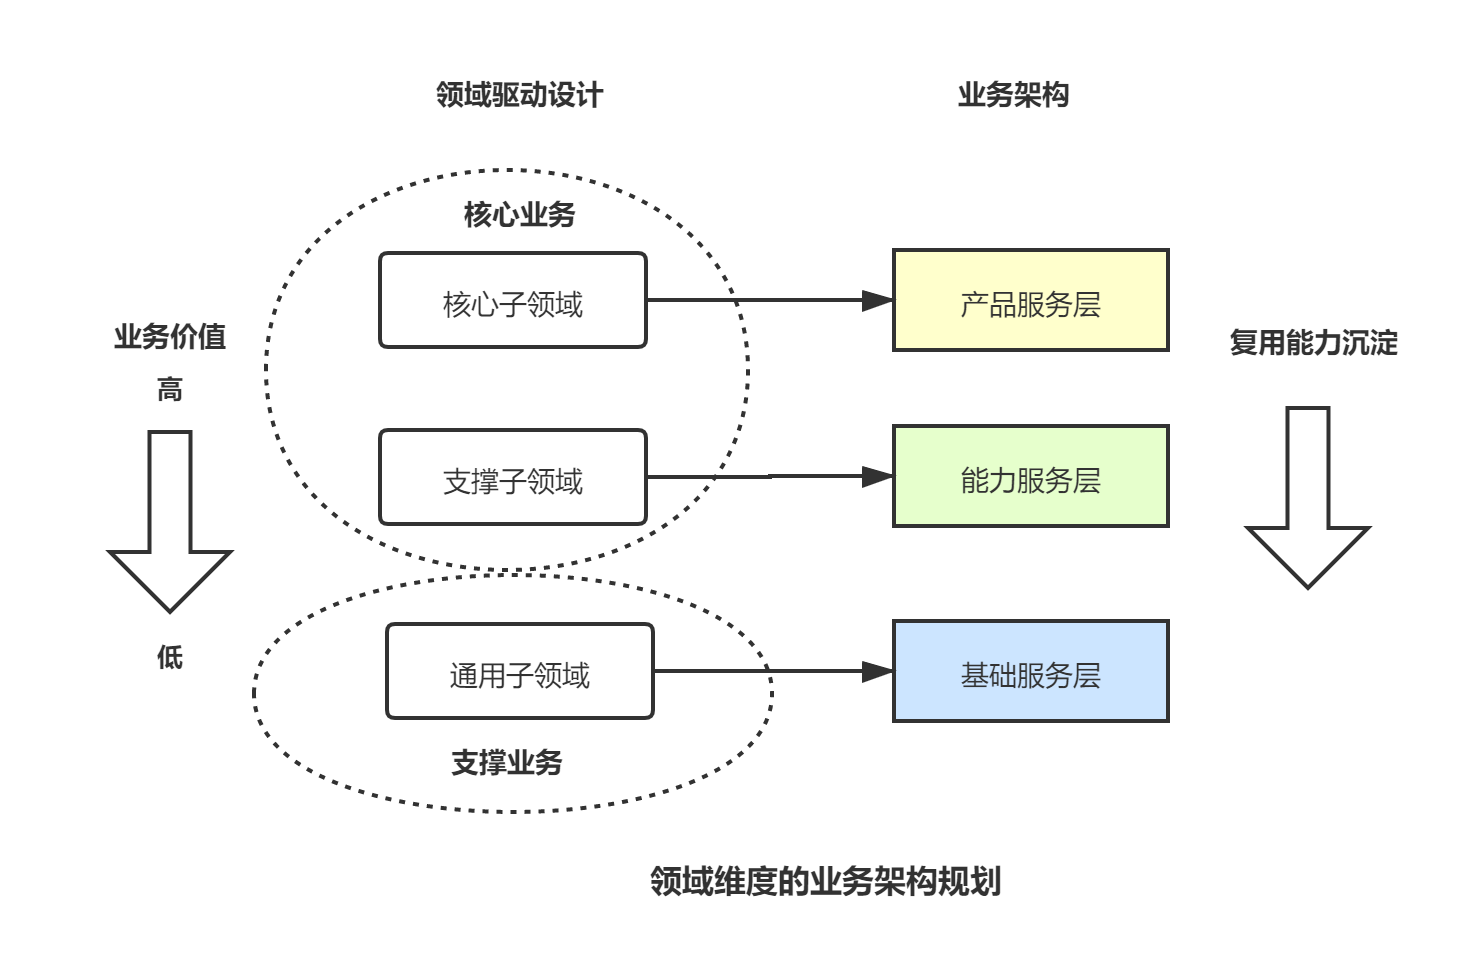 领域驱动设计
业务架构
核心业务
核心子领域
产品服务层
业务价值
高
复用能力沉淀
支撑子领域
能力服务层
低
通用子领域
基础服务层
支撑业务
领域维度的业务架构规划